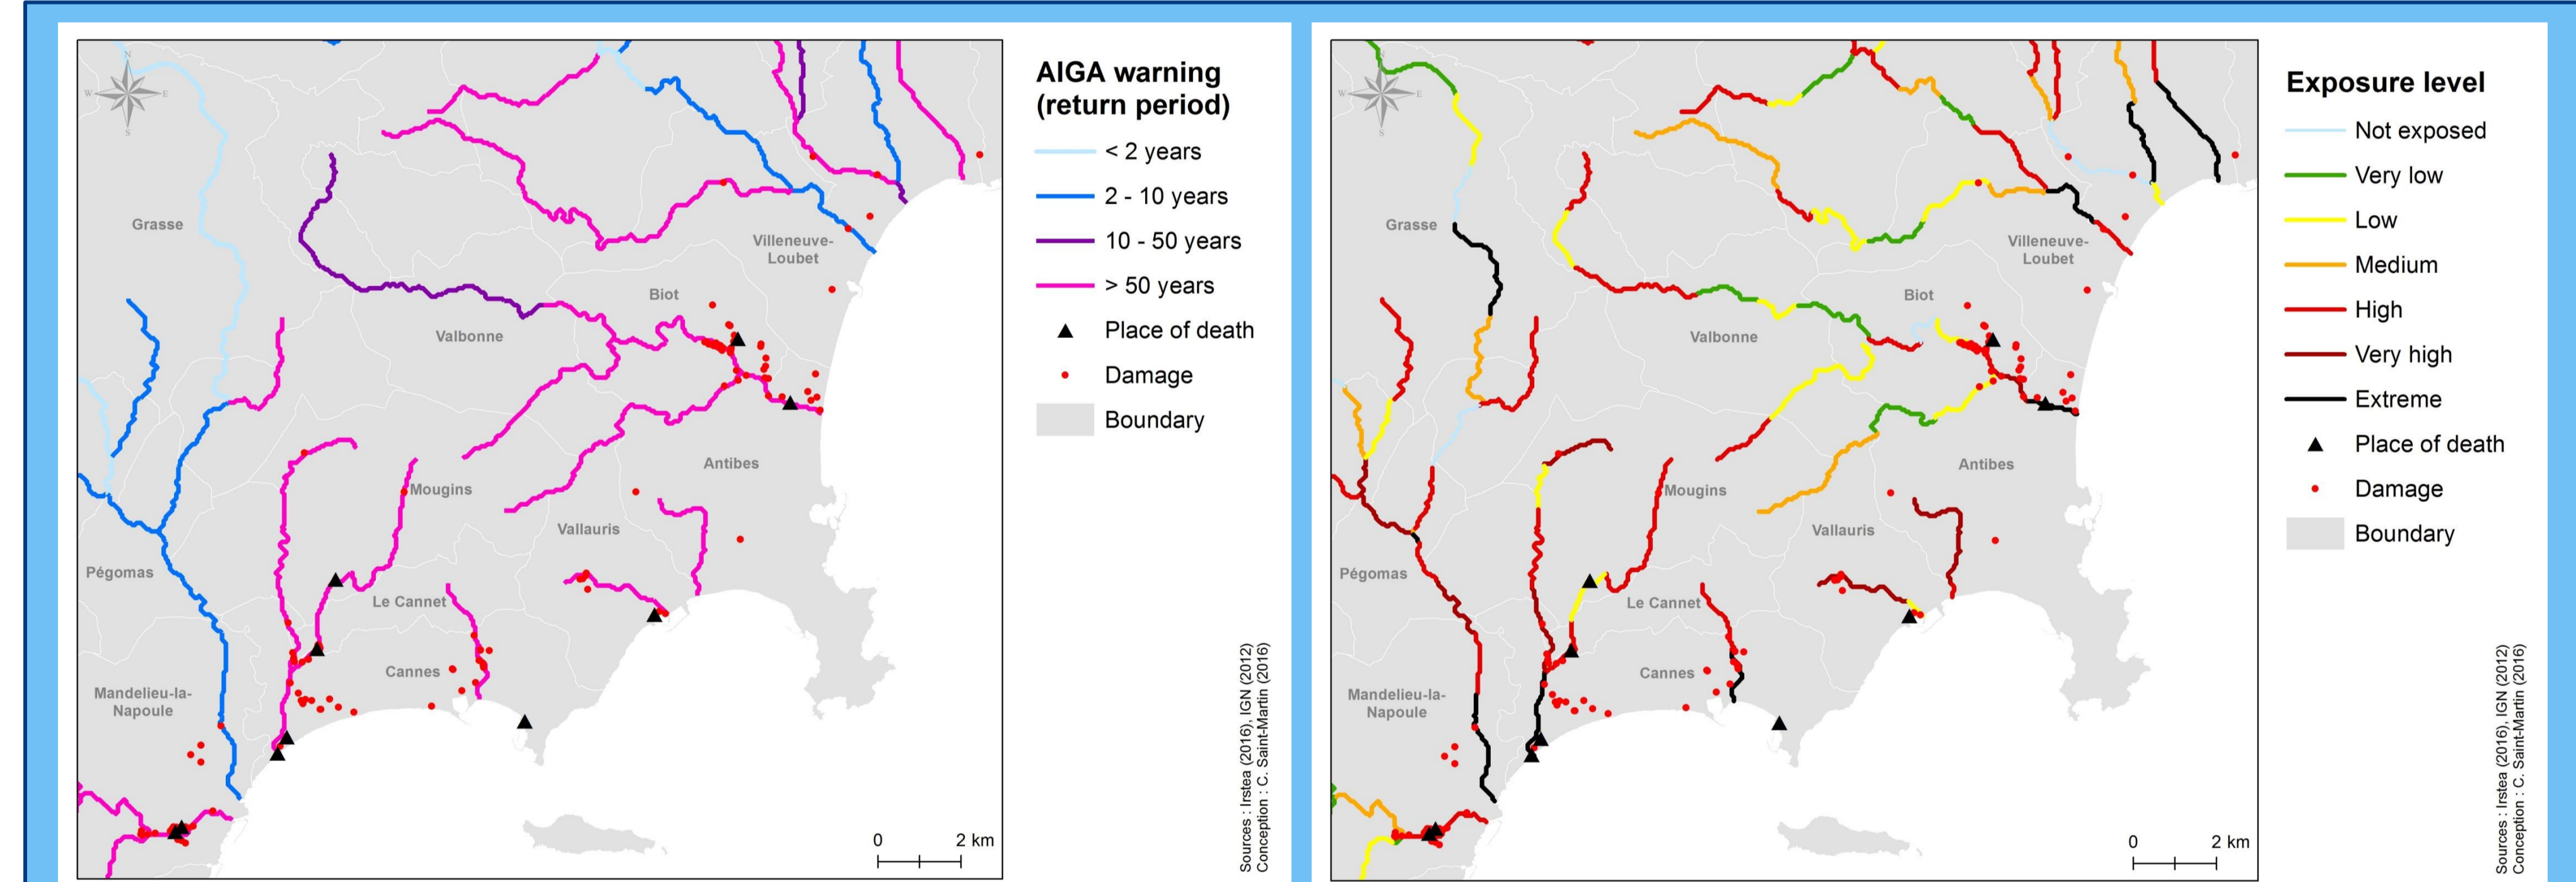 N
W
E
S
Grasse
Villeneuve-
Loubet
Biot
Valbonne
Antibes
Mougins
Vallauris
Pégomas
Le Cannet
Cannes
Mandelieu-la-
Napoule
0
2 km
AIGA warning
(return period)
< 2 years
2 - 10 years
10 - 50 years
> 50 years
Place of death
Damage
Boundary
Sources : Irstea (2016), IGN (2012)
Conception : C. Saint-Martin (2016)
N
W
E
S
Grasse
Villeneuve-
Loubet
Biot
Valbonne
Antibes
Mougins
Vallauris
Pégomas
Le Cannet
Cannes
Mandelieu-la-
Napoule
0
2 km
Exposure level
Not exposed
Very low
Low
Medium
High
Very high
Extreme
Place of death
Damage
Boundary
Sources : Irstea (2016), IGN (2012)
Conception : C. Saint-Martin (2016)